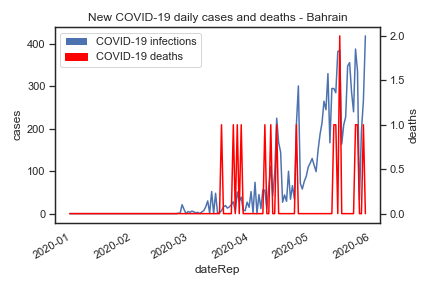 New COVID-19 daily cases and deaths - Bahrain
COVID-19 infections
COVID-19 deaths
400
300
200
100
0
cases
2.0
1.5
1.0
0.5
0.0
deaths
2020-01
2020-02
2020-03
2020-04
2020-05
2020-06
dateRep